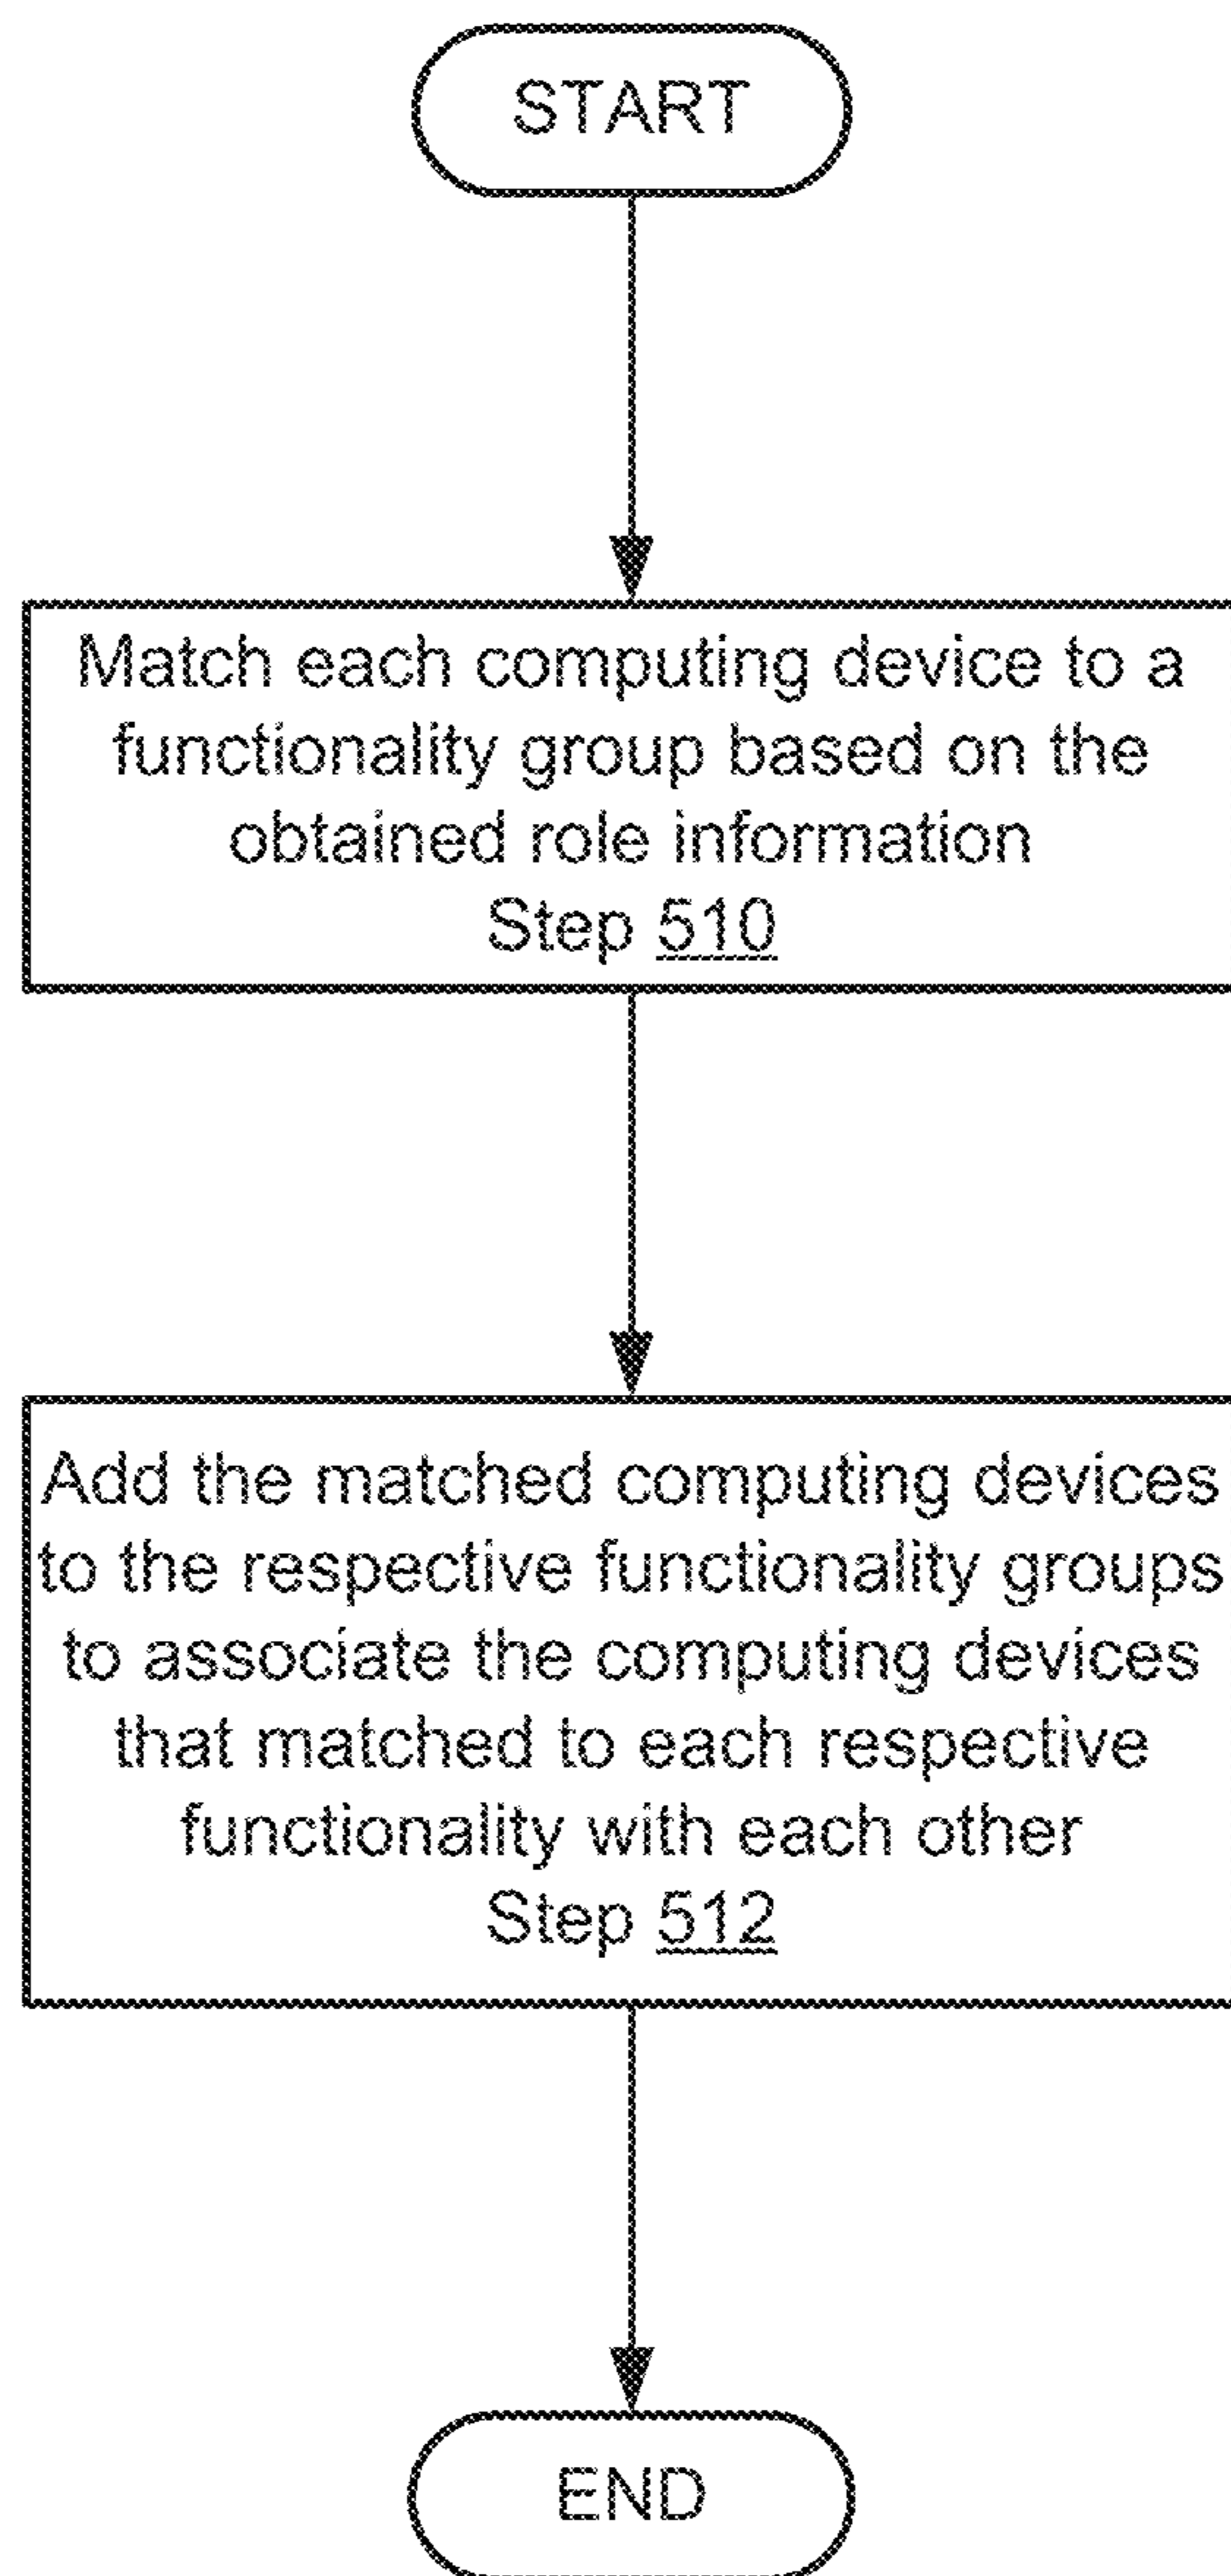 START
Match each computing device to a
functionality group based on the
obtained role information
Step 510
Add the matched computing devices
to the respective functionality groups
to associate the computing devices
that matched to each respective
functionality with each other
Step 512
END